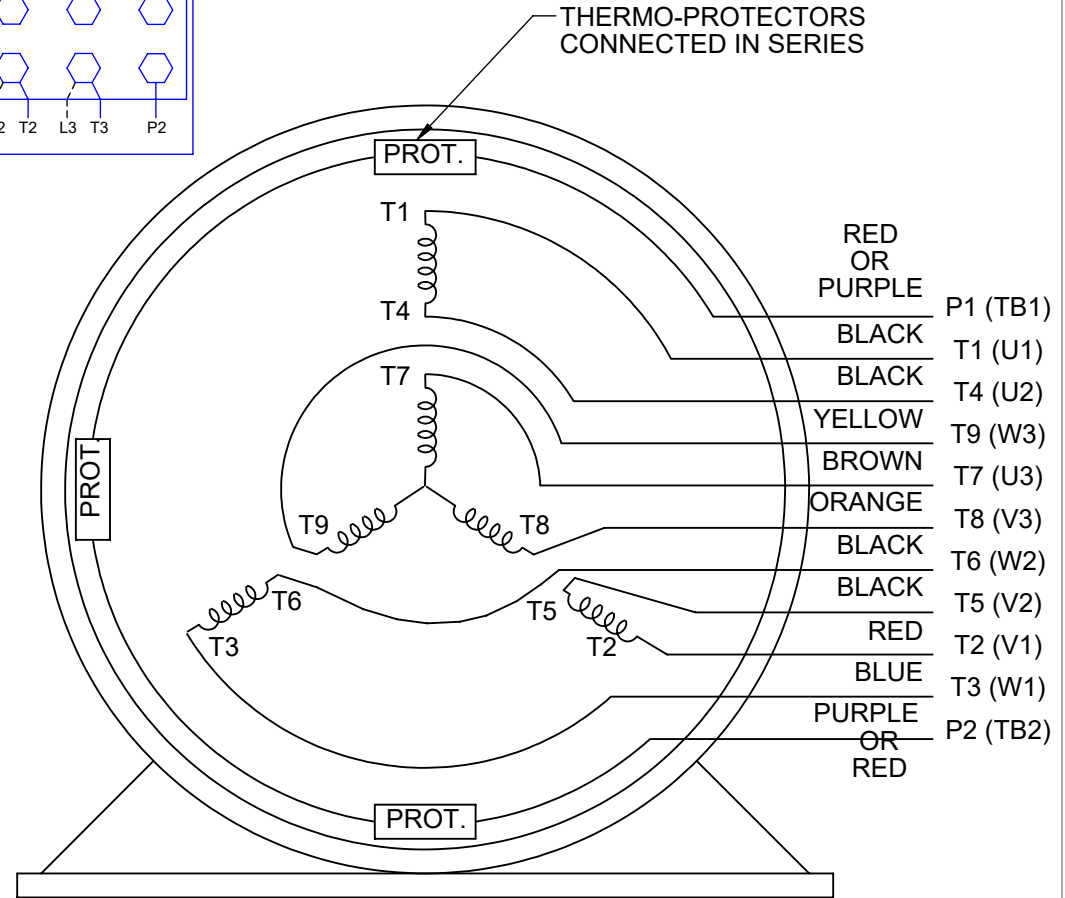 2 T2 L3 T3 P2
THERMO-PROTECTORS
CONNECTED IN SERIES
PROT.
T1
T4
T7
PROT.
T9
T8
T6
T5
T3
T2
PROT.
RED
OR
PURPLE
P1 (TB1)
BLACK
T1 (U1)
BLACK
T4 (U2)
YELLOW
T9 (W3)
BROWN
T7 (U3)
ORANGE
T8 (V3)
BLACK
T6 (W2)
BLACK
T5 (V2)
RED
T2 (V1)
BLUE
T3 (W1)
PURPLE
OR
RED
P2 (TB2)